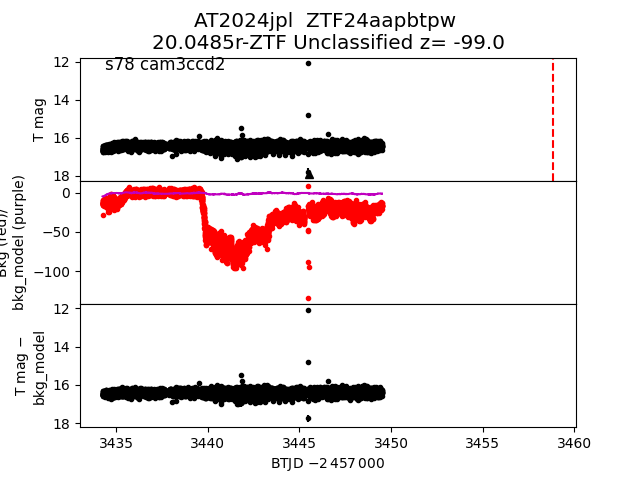 AT2024jpl  ZTF24aapbtpw
20.0485r-ZTF Unclassified z= -99.0
s78 cam3ccd2
12
14
16
18
T mag
0
−50
−100
Bkg (red)/
bkg_model (purple)
12
14
16
18
T mag −
bkg_model
3435 3440 3445 3450 3455 3460
BTJD −2 457 000